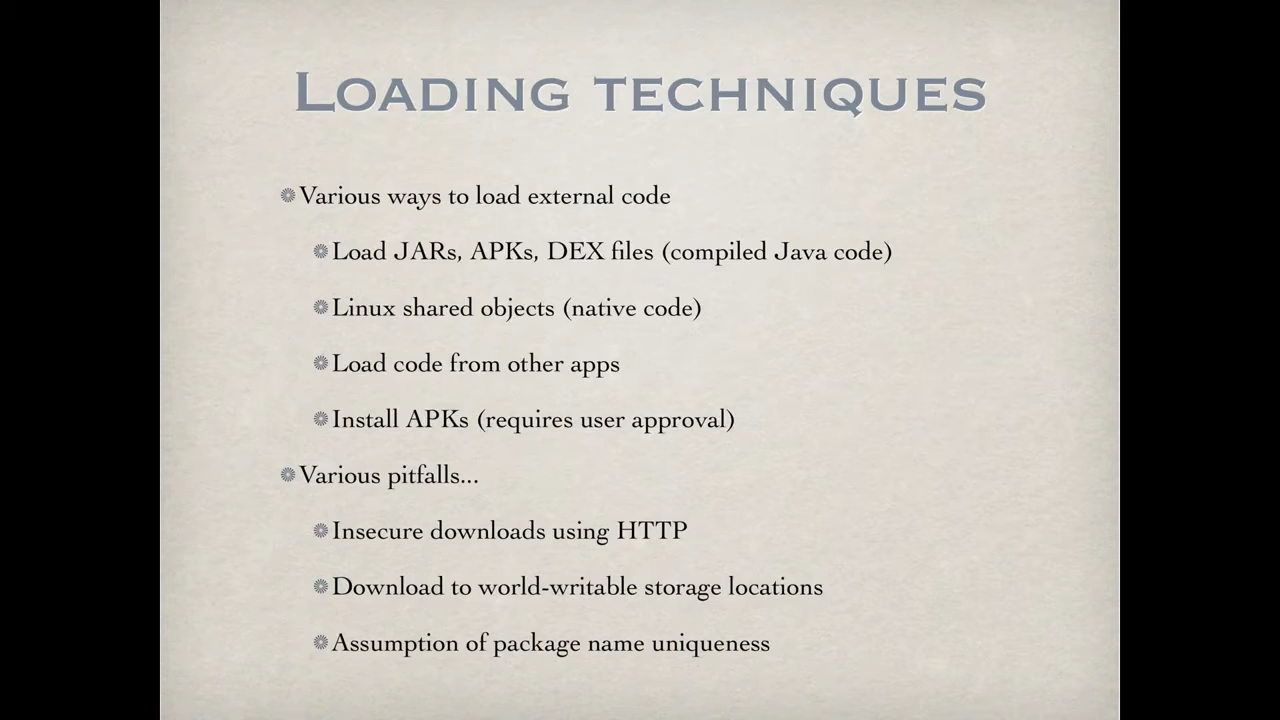 Loading techniques
Various ways to load external code
Load JARs, APKs, DEX files (compiled Java code)
Linux shared objects (native code)
Load code from other apps
Install APKs (requires user approval)
Various pitfalls...
Insecure downloads using HTTP
Download to world-writable storage locations
Assumption of package name uniqueness